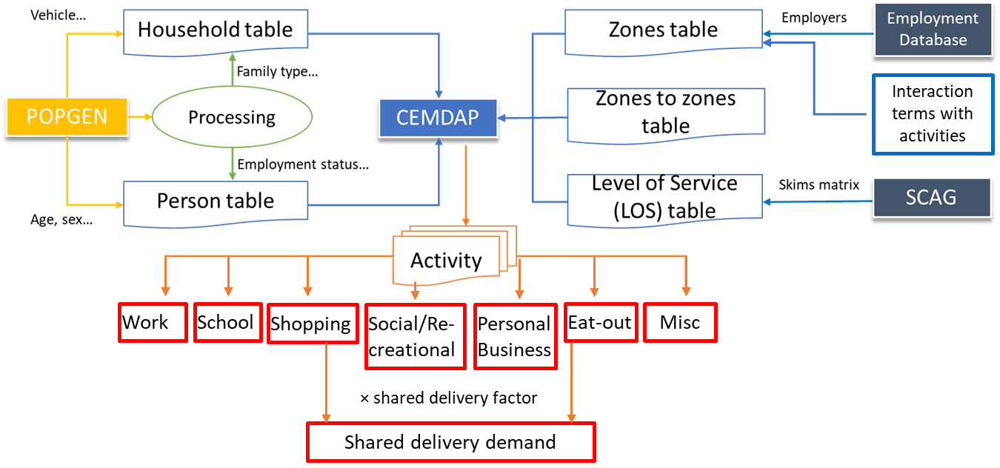 Vehicle...
Household table
Zones table
Employers
Employment
Database
Family type...
POPGEN
Processing
CEMDAP
Zones to zones
table
Interaction
terms with
activities
Employment status...
Person table
Age, sex...
Level of Service
(LOS) table
Skims matrix
SCAG
Activity
Work
School
Shopping
Social/Re-
creational
Personal
Business
Eat-out
Misc
× shared delivery factor
Shared delivery demand